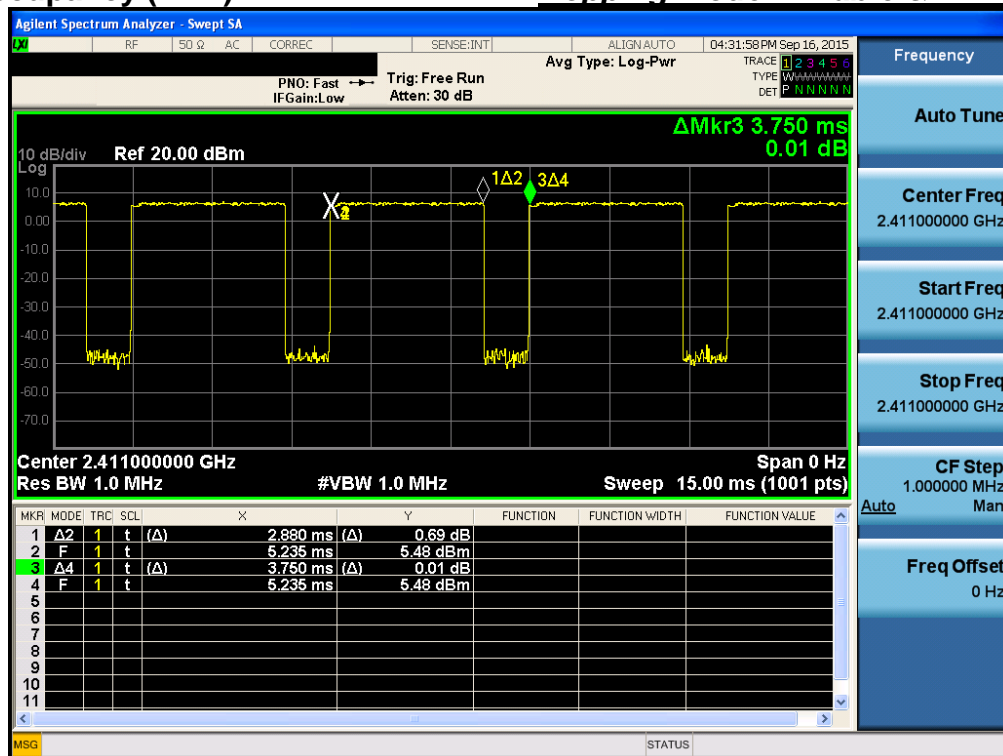 Agilent Spectrum Analyzer - Swept SA
LXI RF 50 Ω AC CORREC SENSE:INT ALIGN AUTO 04:31:58 PM Sep 16, 2015
PNO: Fast
IFGain:Low
Trig: Free Run
Atten: 30 dB
Avg Type: Log-Pwr
TRACE 1 2 3 4 5 6
TYPE
DET P N N N N N
ΔMkr3 3.750 ms
0.01 dB
10 dB/div Ref 20.00 dBm
Log
1Δ2 3Δ4
10.0
0.00
-10.0
-20.0
-30.0
-40.0
-50.0
-60.0
-70.0
Center 2.411000000 GHz Span 0 Hz
Res BW 1.0 MHz #VBW 1.0 MHz Sweep 15.00 ms (1001 pts)
MKR MODE TRC SCL X Y FUNCTION FUNCTION WIDTH FUNCTION VALUE
1 Δ2 1 t (Δ) 2.880 ms (Δ) 0.69 dB
2 F 1 t 5.235 ms 5.48 dBm
3 Δ4 1 t (Δ) 3.750 ms (Δ) 0.01 dB
4 F 1 t 5.235 ms 5.48 dBm
5
6
7
8
9
10
11
MSG STATUS
Frequency
Auto Tune
Center Freq
2.411000000 GHz
Start Freq
2.411000000 GHz
Stop Freq
2.411000000 GHz
CF Step
1.000000 MHz
Auto Man
Freq Offset
0 Hz